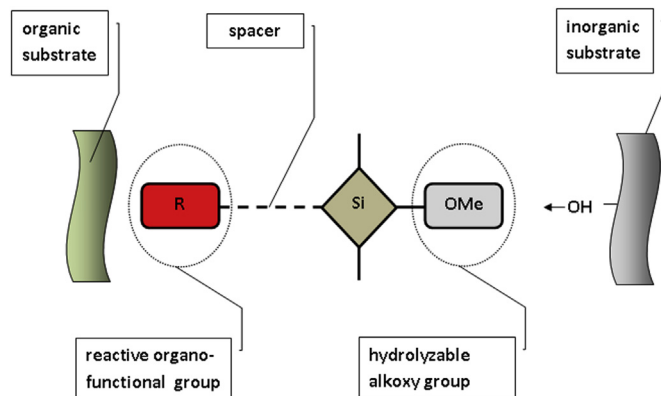 organic
substrate
spacer
inorganic
substrate
R
Si
OMe
OH
reactive organo-
functional group
hydrolyzable
alkoxy group